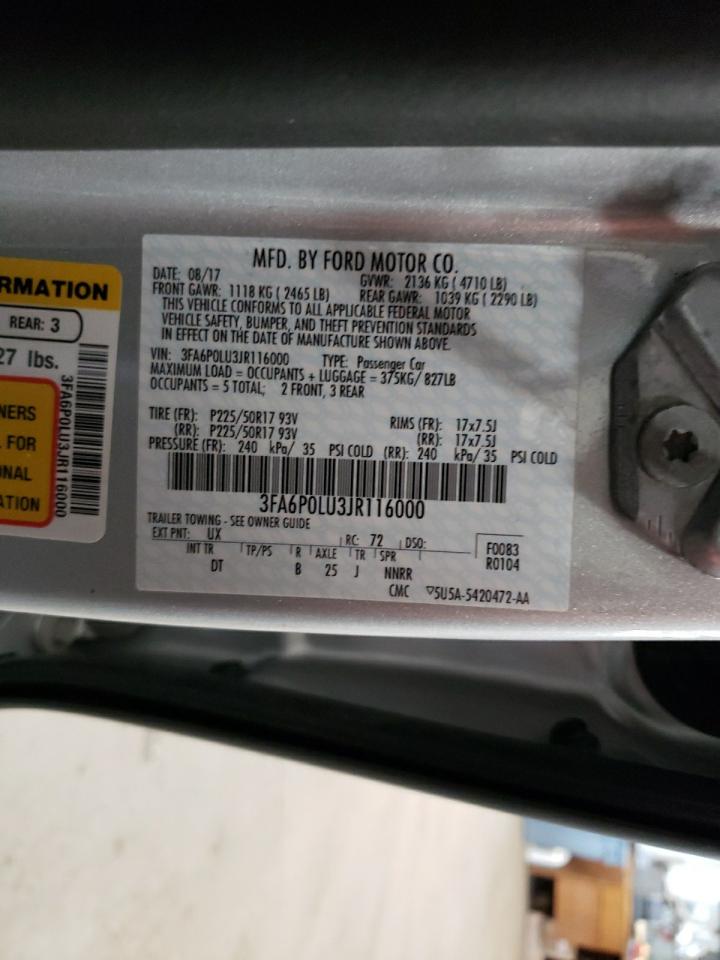 RMATION
REAR: 3
27 lbs.
NERS
L FOR
ONAL
ATION
3FA6P0LU3JR116000
MFD. BY FORD MOTOR CO.
DATE: 08/17 GVWR: 2136 KG ( 4710 LB)
FRONT GAWR: 1118 KG ( 2465 LB) REAR GAWR: 1039 KG ( 2290 LB)
THIS VEHICLE CONFORMS TO ALL APPLICABLE FEDERAL MOTOR
VEHICLE SAFETY, BUMPER, AND THEFT PREVENTION STANDARDS
IN EFFECT ON THE DATE OF MANUFACTURE SHOWN ABOVE.
VIN: 3FA6P0LU3JR116000 TYPE: Passenger Car
MAXIMUM LOAD = OCCUPANTS + LUGGAGE = 375KG/ 827LB
OCCUPANTS = 5 TOTAL; 2 FRONT, 3 REAR
TIRE (FR): P225/50R17 93V RIMS (FR): 17x7.5J
(RR): P225/50R17 93V (RR): 17x7.5J
PRESSURE (FR): 240 kPa/ 35 PSI COLD (RR): 240 kPa/ 35 PSI COLD
3FA6P0LU3JR116000
TRAILER TOWING - SEE OWNER GUIDE
EXT PNT: UX RC: 72 DSO: F0083
INT TR TP/PS R AXLE TR SPR R0104
DT B 25 J NNRR
CMC ▽5U5A-5420472-AA